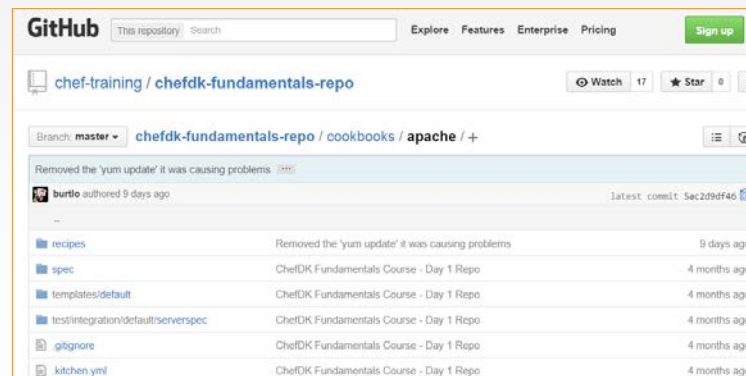 GitHub This repository Search Explore Features Enterprise Pricing Sign up
chef-training / chefdk-fundamentals-repo Watch 17 Star 0
Branch: master chefdk-fundamentals-repo / cookbooks / apache / +
Removed the 'yum update' it was causing problems ...
burtlo authored 9 days ago latest commit 5ac2d9df46
..
recipes Removed the 'yum update' it was causing problems 9 days ago
spec ChefDK Fundamentals Course - Day 1 Repo 4 months ago
templates/default ChefDK Fundamentals Course - Day 1 Repo 4 months ago
test/integration/default/serverspec ChefDK Fundamentals Course - Day 1 Repo 4 months ago
.gitignore ChefDK Fundamentals Course - Day 1 Repo 4 months ago
.kitchen.yml ChefDK Fundamentals Course - Day 1 Repo 4 months ago